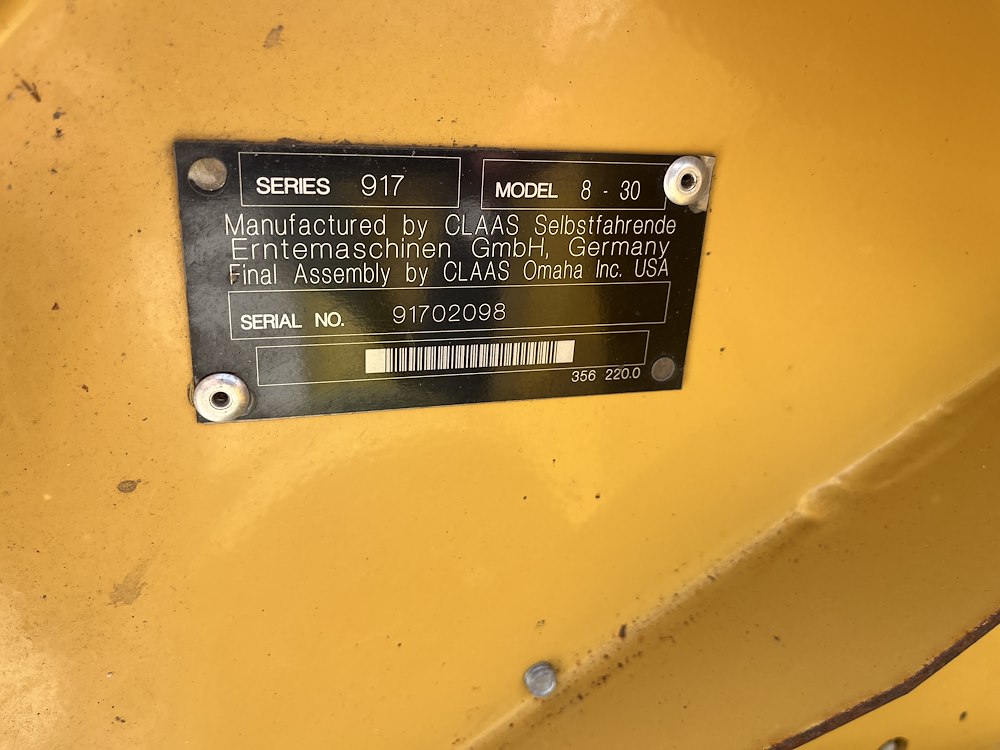 SERIES 917 MODEL 8 - 30
Manufactured by CLAAS Selbstfahrende
Erntemaschinen GmbH, Germany
Final Assembly by CLAAS Omaha Inc. USA
SERIAL NO. 91702098
356 220.0